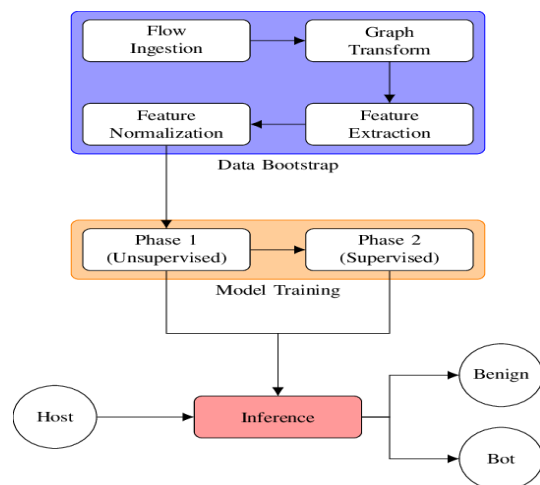 Flow
Ingestion
Graph
Transform
Feature
Normalization
Feature
Extraction
Data Bootstrap
Phase 1
(Unsupervised)
Phase 2
(Supervised)
Model Training
Host
Inference
Benign
Bot